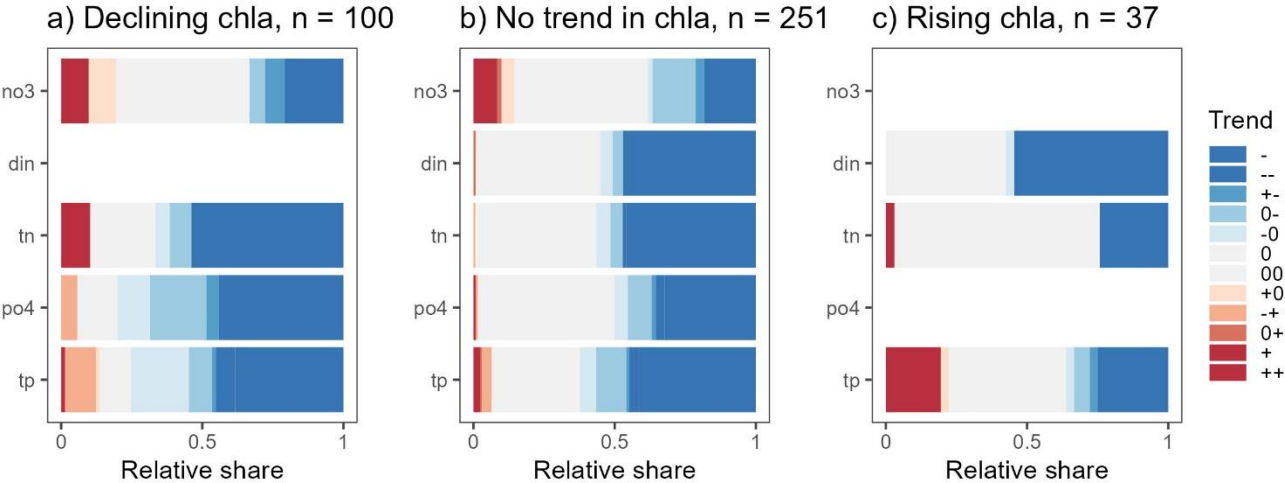 a) Declining chla, n = 100
no3
din
tn
po4
tp
0
0.5
1
Relative share
b) No trend in chla, n = 251
no3
din
tn
po4
tp
0
0.5
1
Relative share
c) Rising chla, n = 37
no3
din
tn
po4
tp
0
0.5
1
Relative share
Trend
-
--
+-
0-
-0
0
00
+0
-+
0+
+
++